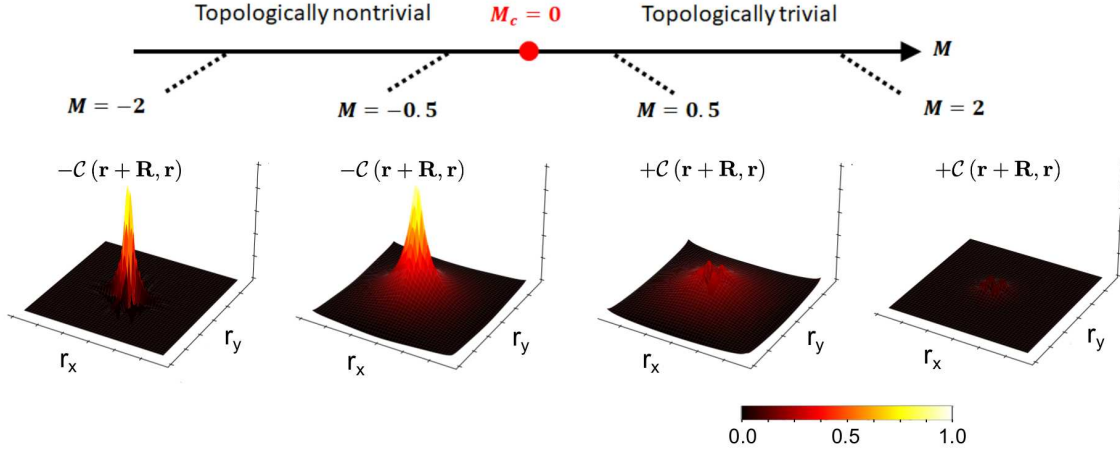 Topologically nontrivial
M_c = 0
Topologically trivial
M
M = −2
M = −0.5
M = 0.5
M = 2
−𝒞 (r + R, r)
−𝒞 (r + R, r)
+𝒞 (r + R, r)
+𝒞 (r + R, r)
r_x
r_y
r_x
r_y
r_x
r_y
r_x
r_y
0.0 0.5 1.0